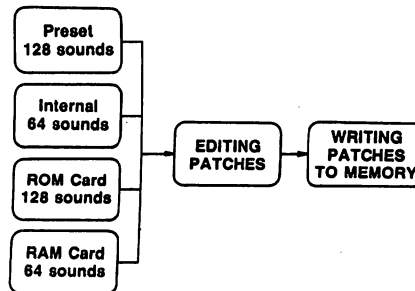 Preset
128 sounds
Internal
64 sounds
ROM Card
128 sounds
RAM Card
64 sounds
EDITING
PATCHES
WRITING
PATCHES
TO MEMORY